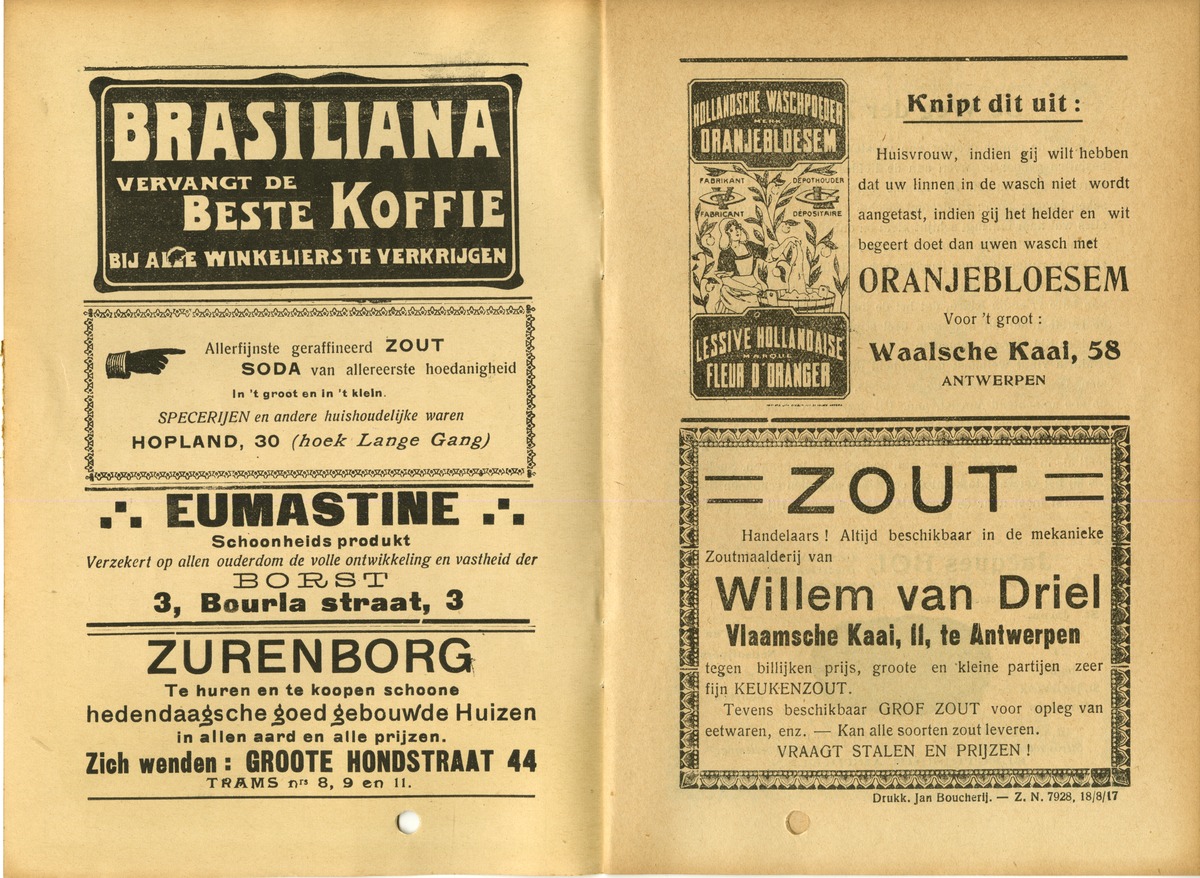 BRASILIANA
VERVANGT DE
BESTE KOFFIE
BIJ ALLE WINKELIERS TE VERKRIJGEN
Allerfijnste geraffineerd ZOUT
SODA van allereerste hoedanigheid
In 't groot en in 't klein.
SPECERIJEN en andere huishoudelijke waren
HOPLAND, 30 (hoek Lange Gang)
EUMASTINE
Schoonheids produkt
Verzekert op allen ouderdom de volle ontwikkeling en vastheid der
BORST
3, Bourla straat, 3
ZURENBORG
Te huren en te koopen schoone
hedendaagsche goed gebouwde Huizen
in allen aard en alle prijzen.
Zich wenden : GROOTE HONDSTRAAT 44
TRAMS nrs 8, 9 en 11.
HOLLANDSCHE WASCHPOEDER
MERK
ORANJEBLOESEM
FABRIKANT DEPOTHOUDER
FABRICANT DÉPOSITAIRE
LESSIVE HOLLANDAISE
MARQUE
FLEUR D'ORANGER
Knipt dit uit :
Huisvrouw, indien gij wilt hebben
dat uw linnen in de wasch niet wordt
aangetast, indien gij het helder en wit
begeert doet dan uwen wasch met
ORANJEBLOESEM
Voor 't groot :
Waalsche Kaai, 58
ANTWERPEN
ZOUT
Handelaars ! Altijd beschikbaar in de mekanieke
Zoutmaalderij van
Willem van Driel
Vlaamsche Kaai, 11, te Antwerpen
tegen billijken prijs, groote en kleine partijen zeer
fijn KEUKENZOUT.
Tevens beschikbaar GROF ZOUT voor opleg van
eetwaren, enz. — Kan alle soorten zout leveren.
VRAAGT STALEN EN PRIJZEN !
Drukk. Jan Boucherij. — Z. N. 7928, 18/8/17